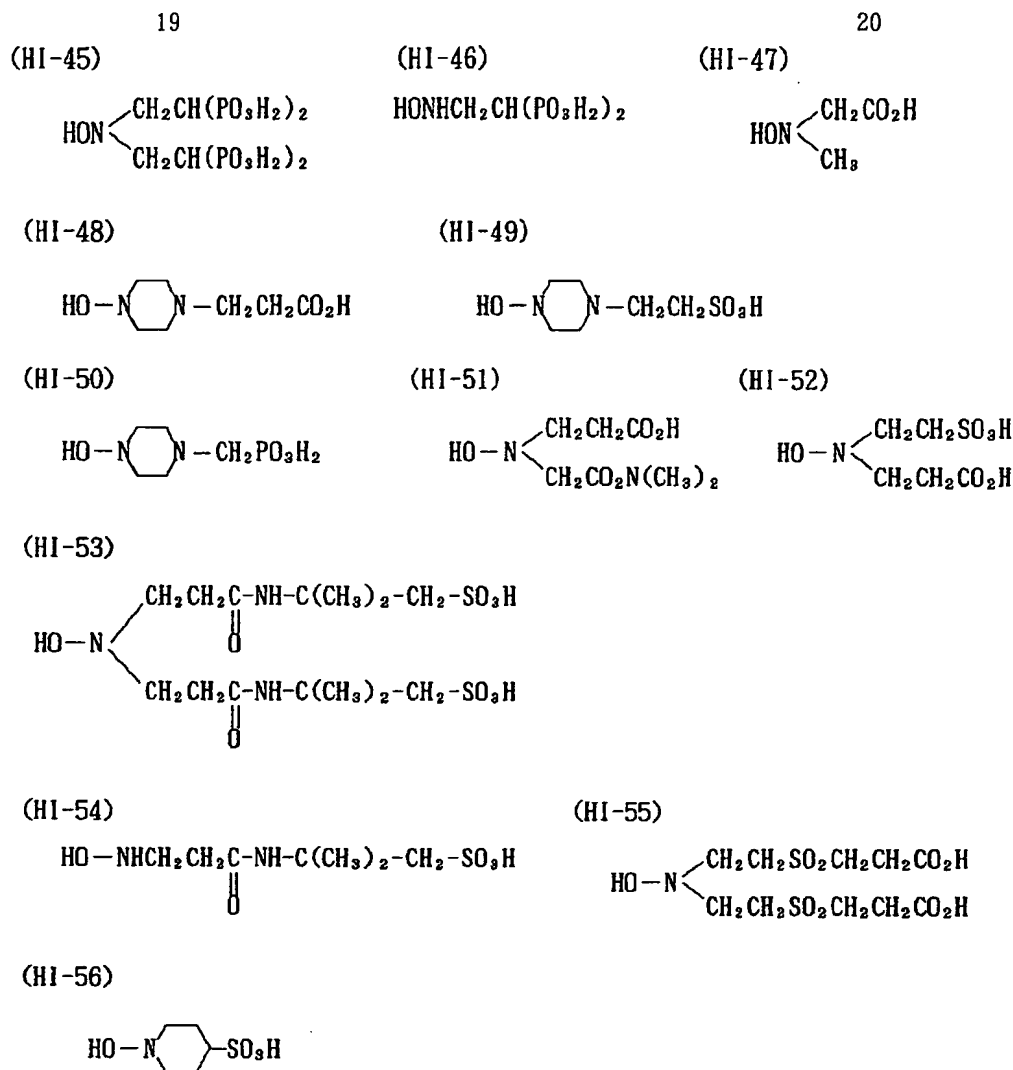 19 20
(HI-45) (HI-46) (HI-47)
CH₂CH(PO₃H₂)₂ HONHCH₂CH(PO₃H₂)₂ CH₂CO₂H
HON HON
CH₂CH(PO₃H₂)₂ CH₃
(HI-48) (HI-49)
HO-N N-CH₂CH₂CO₂H HO-N N-CH₂CH₂SO₃H
(HI-50) (HI-51) (HI-52)
CH₂CH₂CO₂H CH₂CH₂SO₃H
HO-N N-CH₂PO₃H₂ HO-N HO-N
CH₂CO₂N(CH₃)₂ CH₂CH₂CO₂H
(HI-53)
CH₂CH₂C-NH-C(CH₃)₂-CH₂-SO₃H
O
HO-N
CH₂CH₂C-NH-C(CH₃)₂-CH₂-SO₃H
O
(HI-54) (HI-55)
HO-NHCH₂CH₂C-NH-C(CH₃)₂-CH₂-SO₃H CH₂CH₂SO₂CH₂CH₂CO₂H
O HO-N
CH₂CH₂SO₂CH₂CH₂CO₂H
(HI-56)
HO-N SO₃H